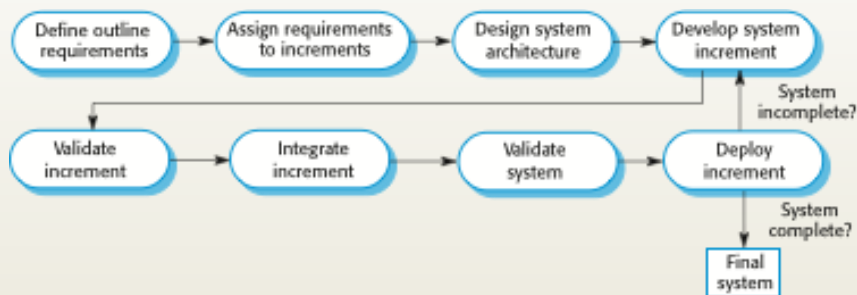 Define outline
requirements
Assign requirements
to increments
Design system
architecture
Develop system
increment
System
incomplete?
Validate
increment
Integrate
increment
Validate
system
Deploy
increment
System
complete?
Final
system